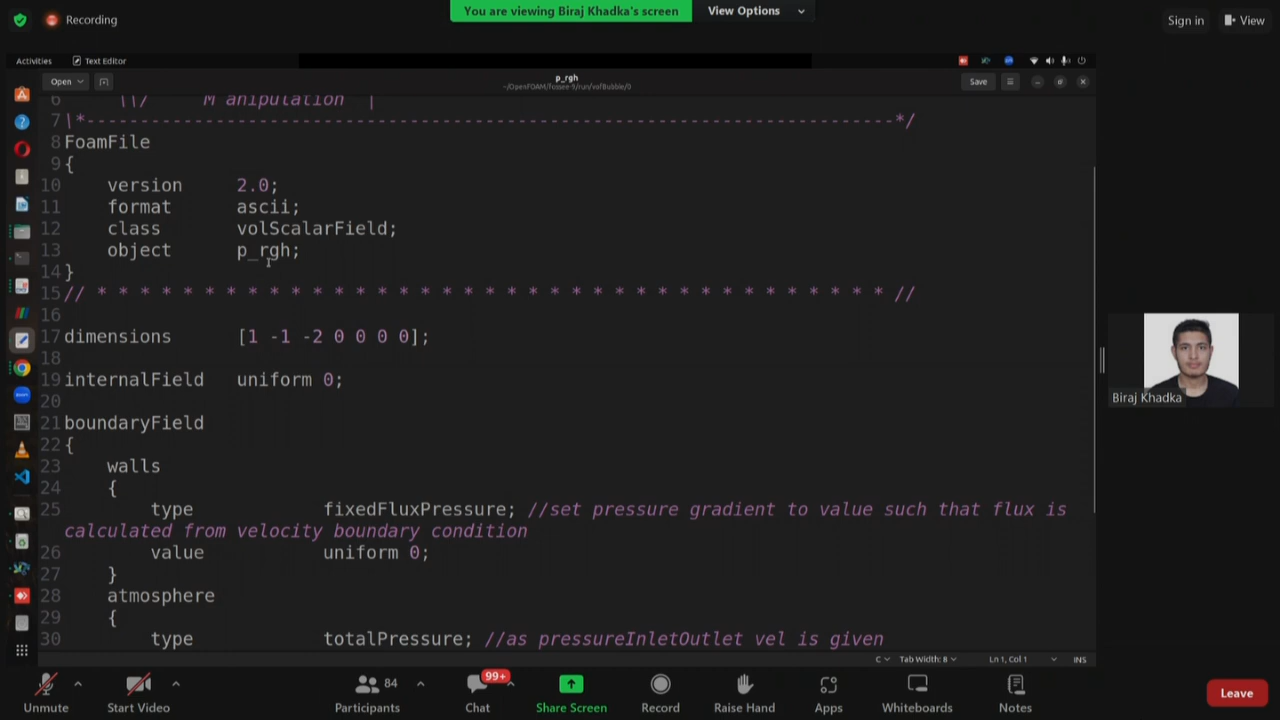 Recording
You are viewing Biraj Khadka's screen
View Options
Sign in
View
Activities
Text Editor
Open
p_rgh
Save
6 \\/ M anipulation |
7 \*---------------------------------------------------------------------------*/
8 FoamFile
9 {
10 version 2.0;
11 format ascii;
12 class volScalarField;
13 object p_rgh;
14 }
15 // * * * * * * * * * * * * * * * * * * * * * * * * * * * * * * * * * * * * * //
16
17 dimensions [1 -1 -2 0 0 0 0];
18
19 internalField uniform 0;
20
21 boundaryField
22 {
23 walls
24 {
25 type fixedFluxPressure; //set pressure gradient to value such that flux is
calculated from velocity boundary condition
26 value uniform 0;
27 }
28 atmosphere
29 {
30 type totalPressure; //as pressureInletOutlet vel is given
Biraj Khadka
C Tab Width: 8 Ln 1, Col 1 INS
Unmute
Start Video
84
Participants
99+
Chat
Share Screen
Record
Raise Hand
Apps
Whiteboards
Notes
Leave